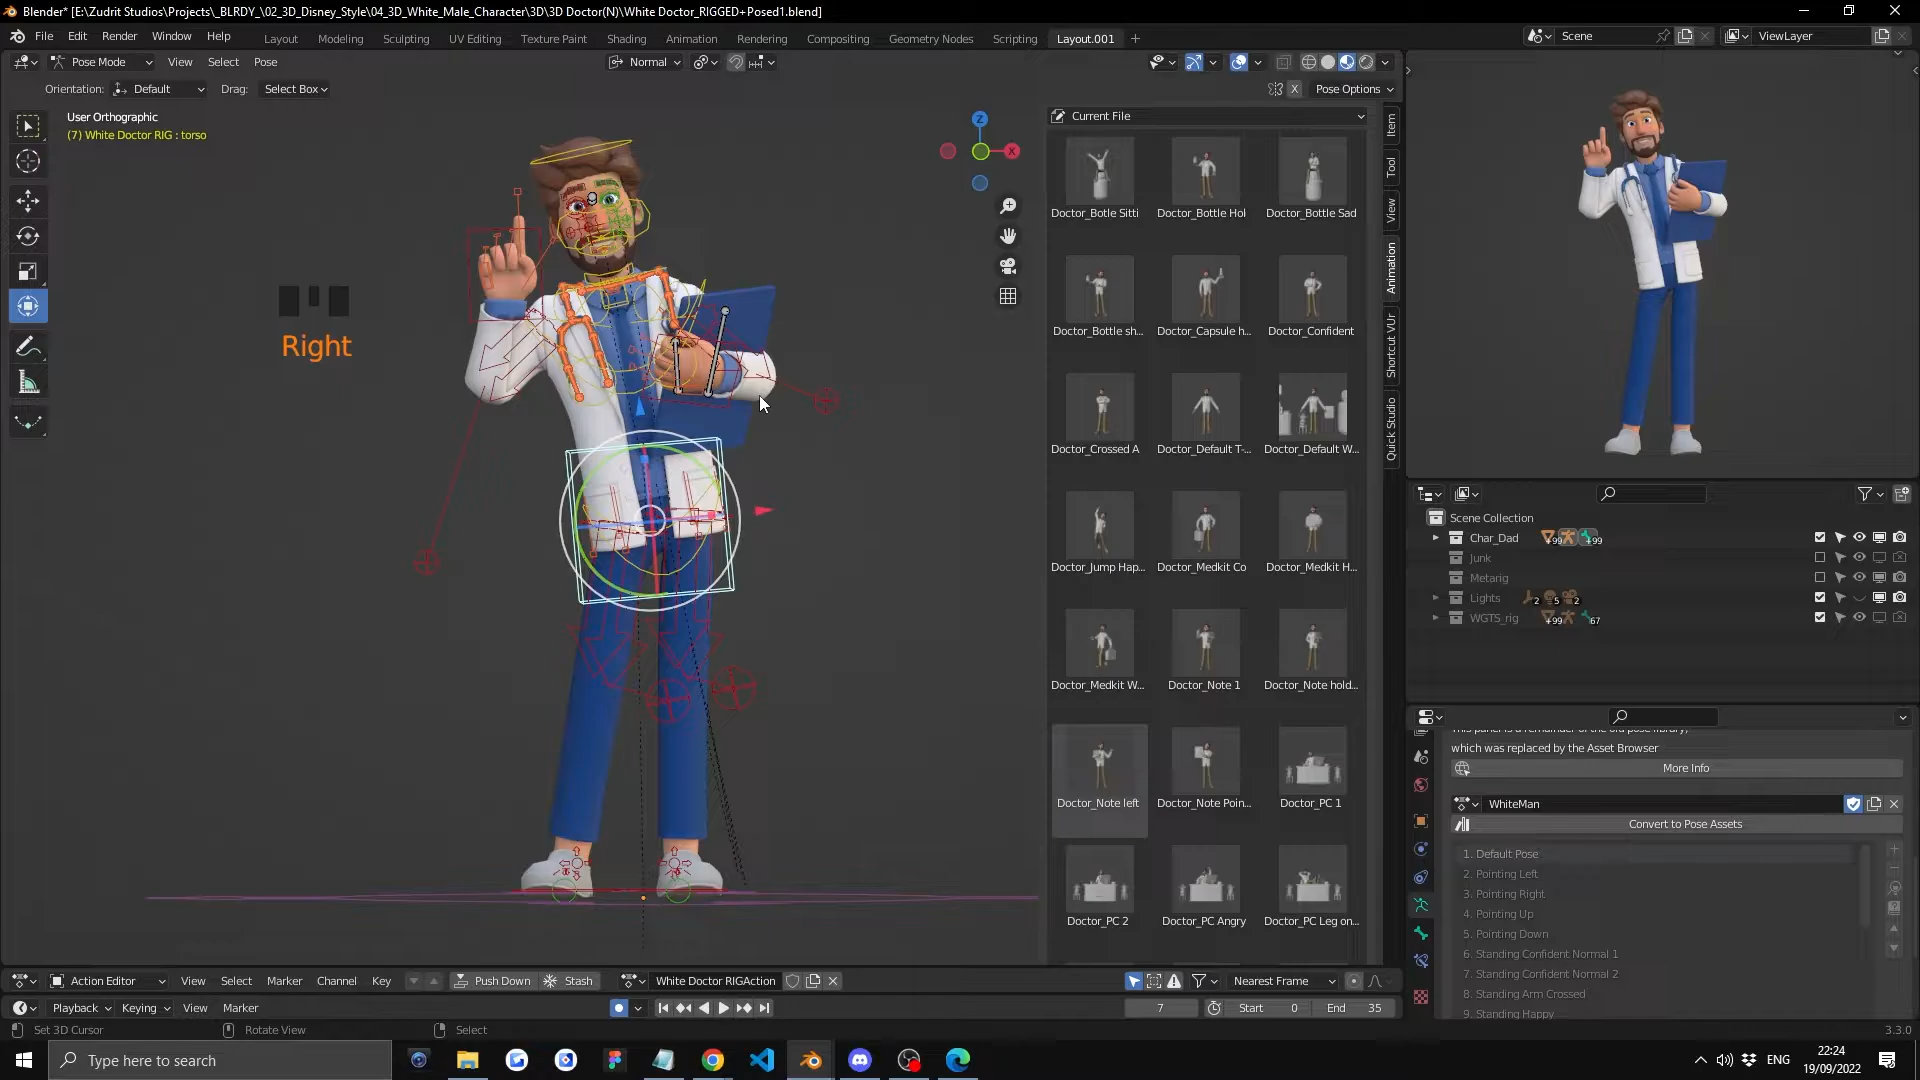 Blender* [E:\Zudrit Studios\Projects\_BLRDY_\02_3D_Disney_Style\04_3D_White_Male_Character\3D\3D Doctor(N)\White Doctor_RIGGED+Posed1.blend]
File Edit Render Window Help
Layout Modeling Sculpting UV Editing Texture Paint Shading Animation Rendering Compositing Geometry Nodes Scripting Layout.001
Scene ViewLayer
Pose Mode View Select Pose Normal
Orientation: Default Drag: Select Box X Pose Options
User Orthographic
(7) White Doctor RIG : torso
Z
X
Right
Current File
Doctor_Botle Sitti Doctor_Bottle Hol Doctor_Bottle Sad
Doctor_Bottle sh... Doctor_Capsule h... Doctor_Confident
Doctor_Crossed A Doctor_Default T-... Doctor_Default W...
Doctor_Jump Hap... Doctor_Medkit Co Doctor_Medkit H...
Doctor_Medkit W... Doctor_Note 1 Doctor_Note hold...
Doctor_Note left Doctor_Note Poin... Doctor_PC 1
Doctor_PC 2 Doctor_PC Angry Doctor_PC Leg on...
Item
Tool
View
Animation
Shortcut VUr
Quick Studio
Scene Collection
Char_Dad +99 +99
Junk
Metarig
Lights 2 5 2
WGTS_rig +99 67
which was replaced by the Asset Browser
More Info
WhiteMan
Convert to Pose Assets
1. Default Pose
2. Pointing Left
3. Pointing Right
4. Pointing Up
5. Pointing Down
6. Standing Confident Normal 1
7. Standing Confident Normal 2
8. Standing Arm Crossed
9. Standing Happy
Action Editor View Select Marker Channel Key Push Down Stash White Doctor RIGAction Nearest Frame
Playback Keying View Marker 7 Start 0 End 35
Set 3D Cursor Rotate View Select 3.3.0
Type here to search
ENG
22:24
19/09/2022